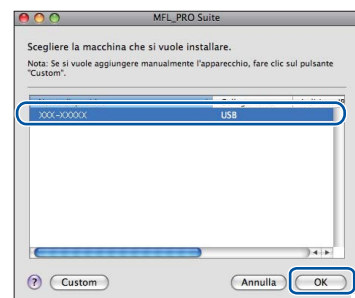 MFL_PRO Suite
Scegliere la macchina che si vuole installare.
Nota: Se si vuole aggiungere manualmente l'apparecchio, fare clic sul pulsante
"Custom".
XXX-XXXXX USB
? Custom Annulla OK